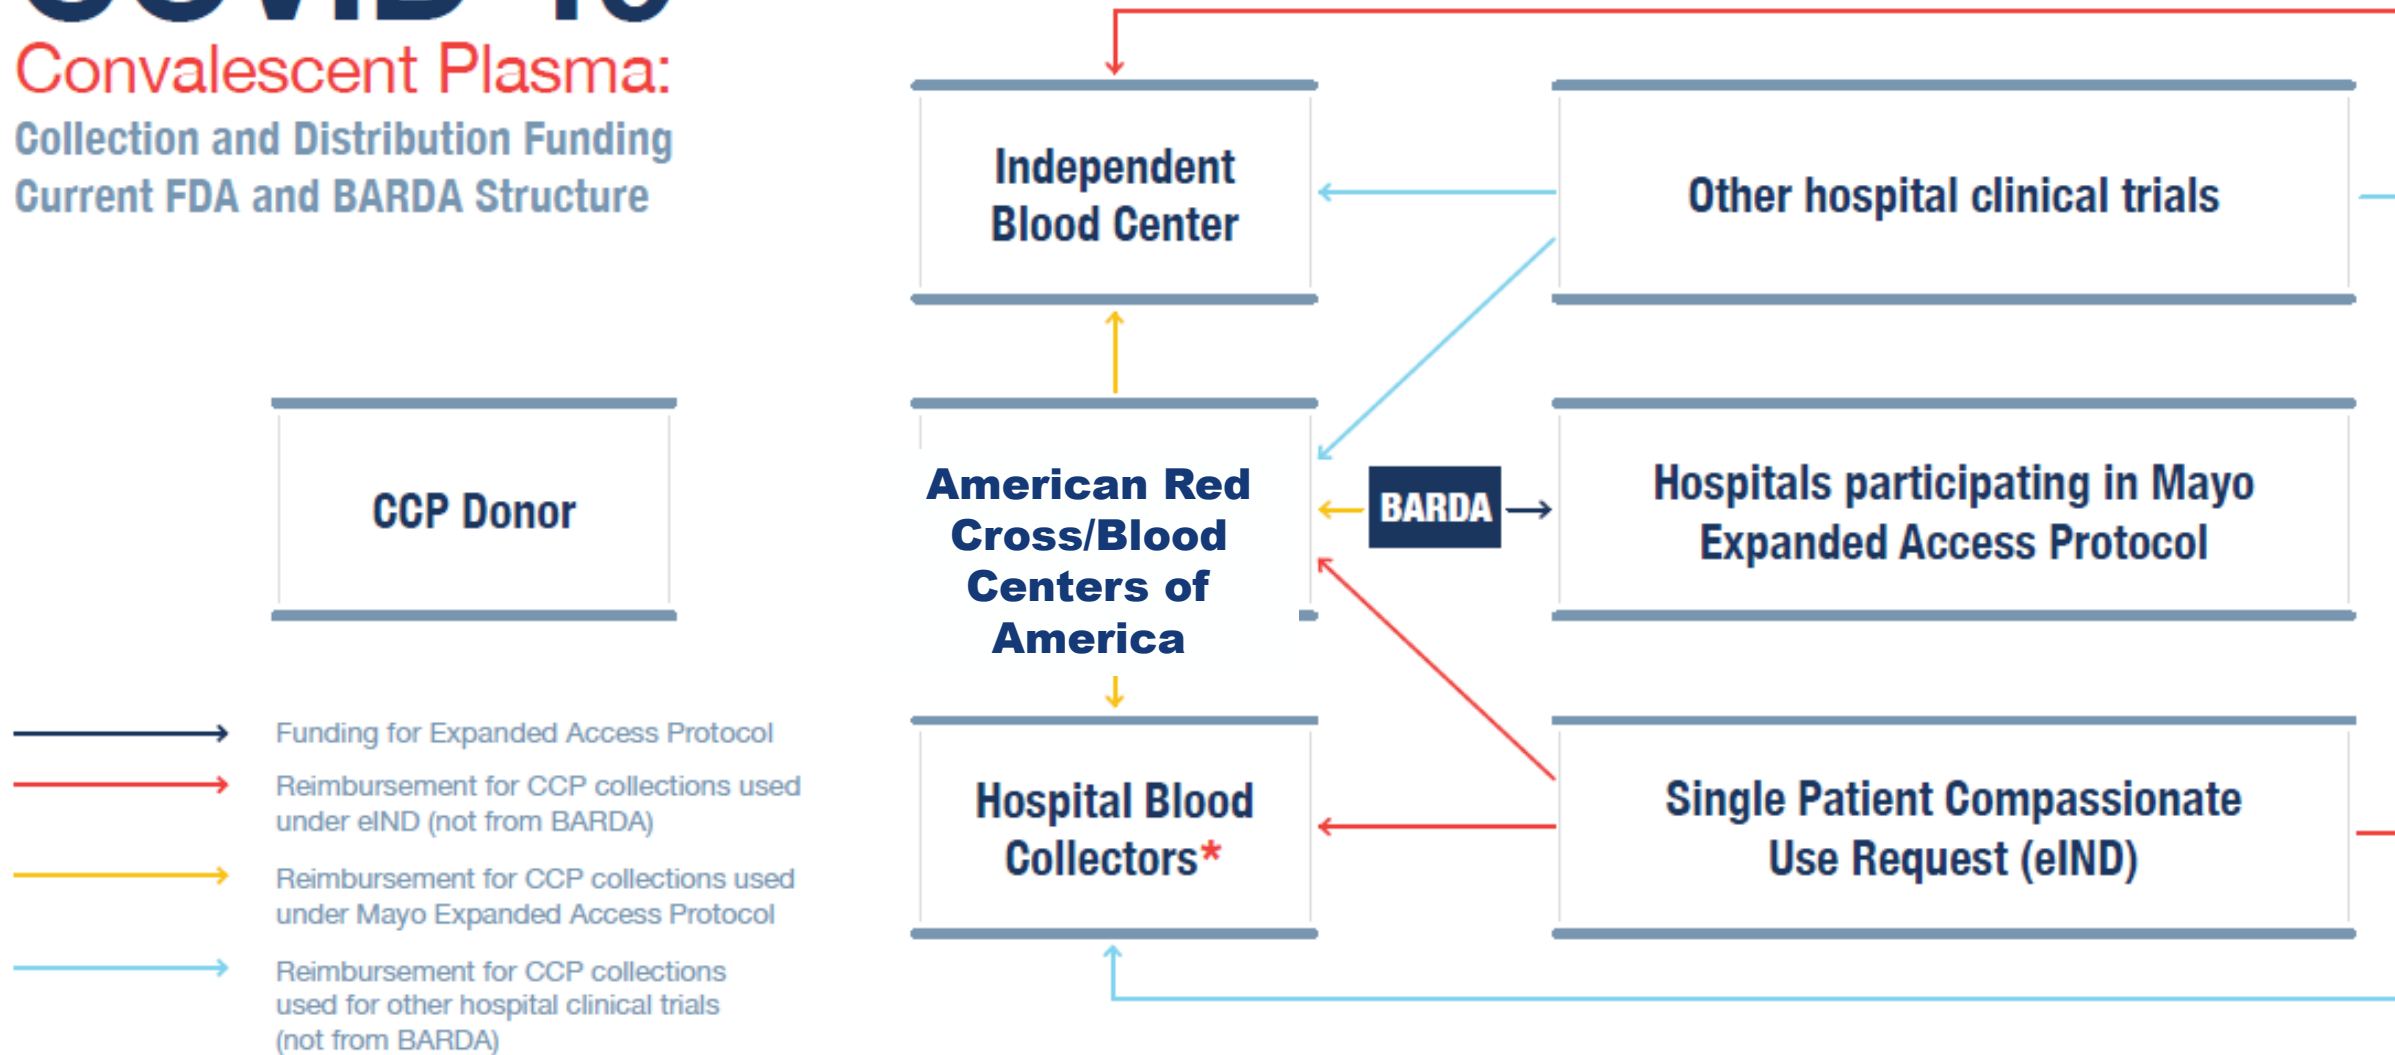 COVID-19
Convalescent Plasma:
Collection and Distribution Funding
Current FDA and BARDA Structure
Independent
Blood Center
Other hospital clinical trials
CCP Donor
American Red
Cross/Blood
Centers of
America
BARDA
Hospitals participating in Mayo
Expanded Access Protocol
Hospital Blood
Collectors*
Single Patient Compassionate
Use Request (eIND)
Funding for Expanded Access Protocol
Reimbursement for CCP collections used
under eIND (not from BARDA)
Reimbursement for CCP collections used
under Mayo Expanded Access Protocol
Reimbursement for CCP collections
used for other hospital clinical trials
(not from BARDA)